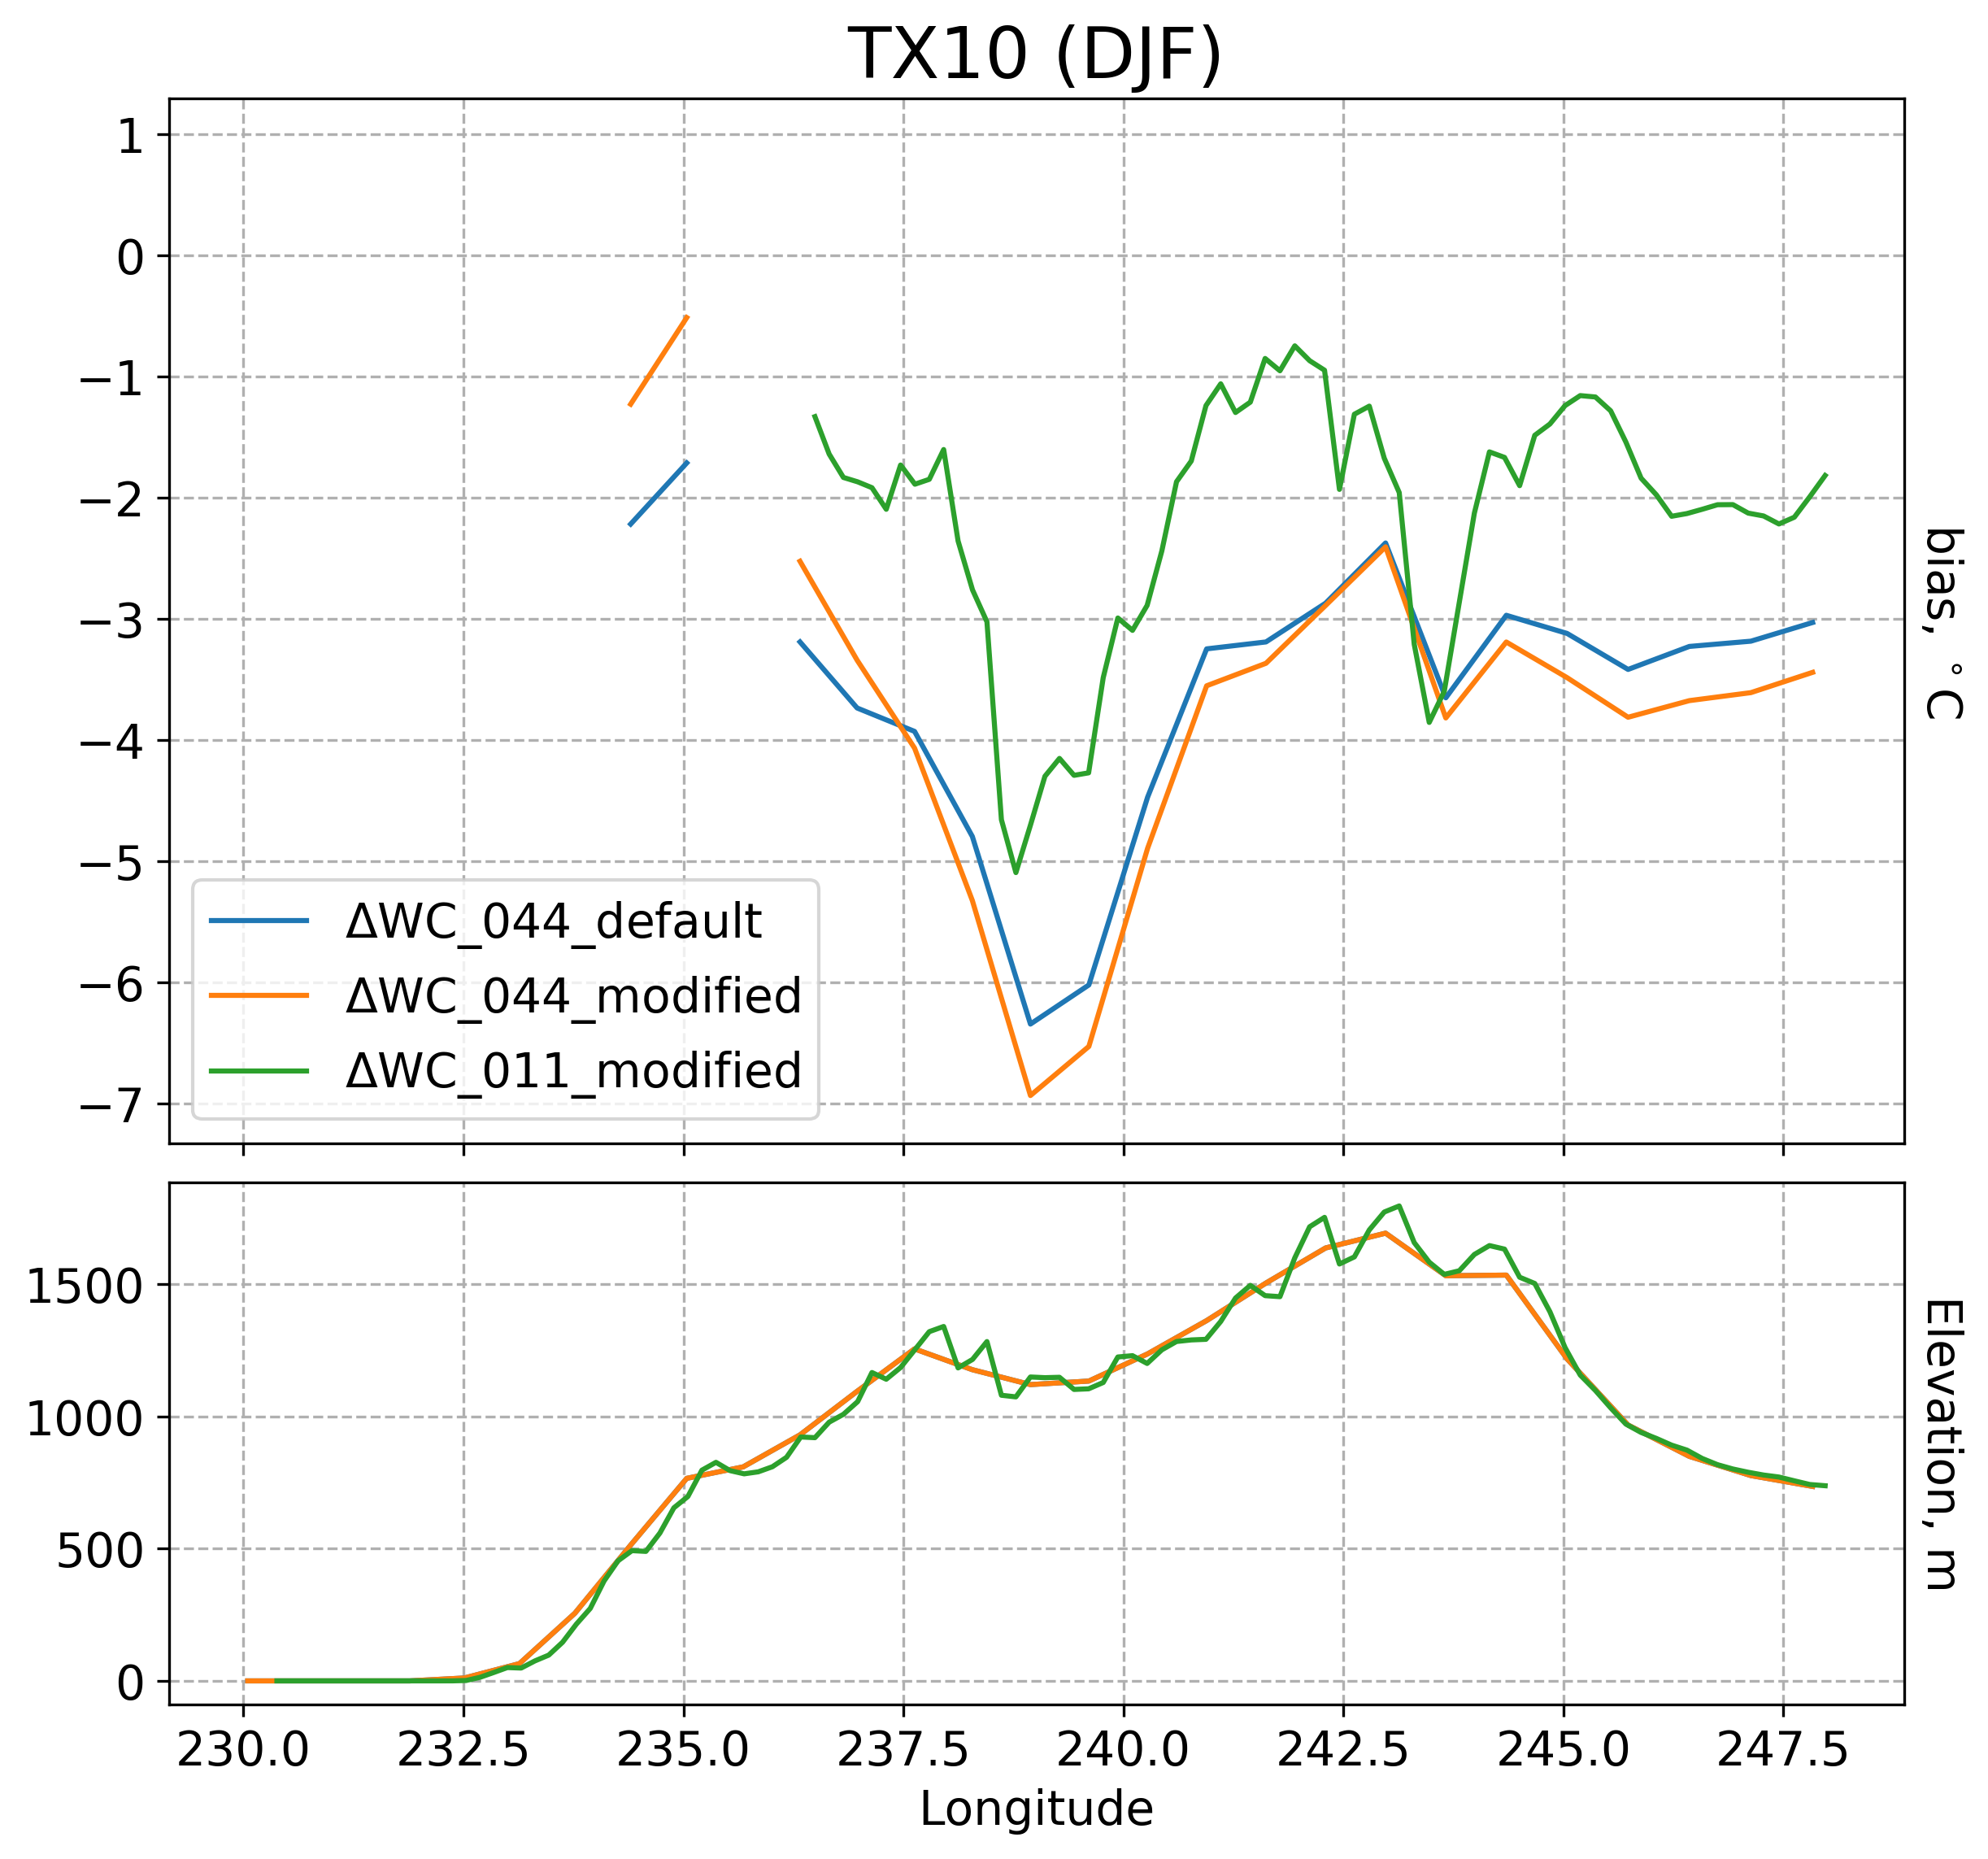 TX10 (DJF)
1
0
−1
−2
−3
−4
−5
−6
−7
bias, °C
ΔWC_044_default
ΔWC_044_modified
ΔWC_011_modified
1500
1000
500
0
Elevation, m
230.0 232.5 235.0 237.5 240.0 242.5 245.0 247.5
Longitude